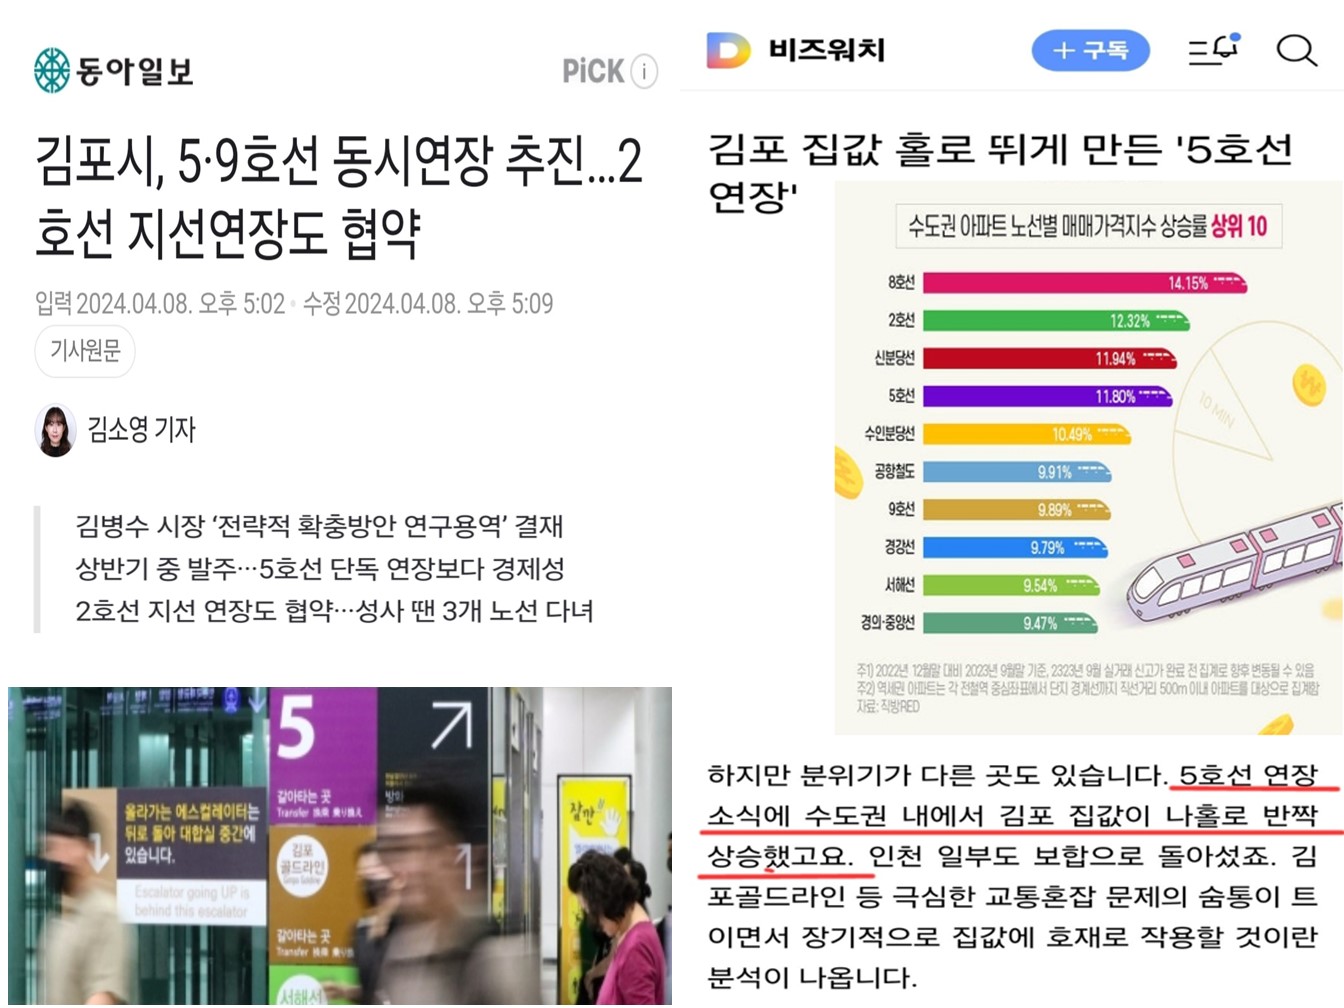 동아일보
PiCK i
김포시, 5·9호선 동시연장 추진...2
호선 지선연장도 협약
입력 2024.04.08. 오후 5:02 · 수정 2024.04.08. 오후 5:09
기사원문
김소영 기자
김병수 시장 ‘전략적 확충방안 연구용역’ 결재
상반기 중 발주…5호선 단독 연장보다 경제성
2호선 지선 연장도 협약…성사 땐 3개 노선 다녀
5
갈아타는 곳
Transfer 换乘 乗り換え
올라가는 에스컬레이터는
뒤로 돌아 대합실 중간에
있습니다.
Escalator going UP is
behind this escalator
김포
골드라인
Gimpo Goldline
갈아타는 곳
서해선
잠깐
비즈워치
+ 구독
김포 집값 홀로 뛰게 만든 '5호선
연장'
수도권 아파트 노선별 매매가격지수 상승률 상위 10
8호선 14.15%
2호선 12.32%
신분당선 11.94%
5호선 11.80%
수인분당선 10.49%
공항철도 9.91%
9호선 9.89%
경강선 9.79%
서해선 9.54%
경의·중앙선 9.47%
10 MIN
주1) 2022년 12월말 대비 2023년 9월말 기준, 2323년 9월 실거래 신고가 완료 전 집계로 향후 변동될 수 있음
주2) 역세권 아파트는 각 전철역 중심좌표에서 단지 경계선까지 직선거리 500m 이내 아파트를 대상으로 집계함
자료: 직방RED
하지만 분위기가 다른 곳도 있습니다. 5호선 연장
소식에 수도권 내에서 김포 집값이 나홀로 반짝
상승했고요. 인천 일부도 보합으로 돌아섰죠. 김
포골드라인 등 극심한 교통혼잡 문제의 숨통이 트
이면서 장기적으로 집값에 호재로 작용할 것이란
분석이 나옵니다.